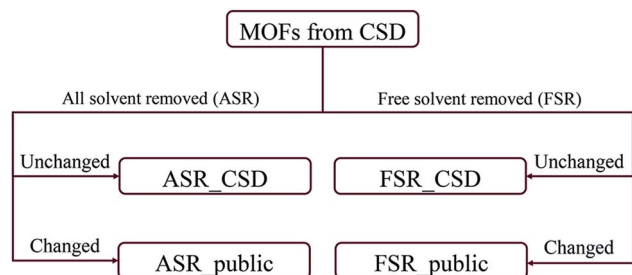 MOFs from CSD
All solvent removed (ASR)
Free solvent removed (FSR)
Unchanged
ASR_CSD
FSR_CSD
Unchanged
Changed
ASR_public
FSR_public
Changed